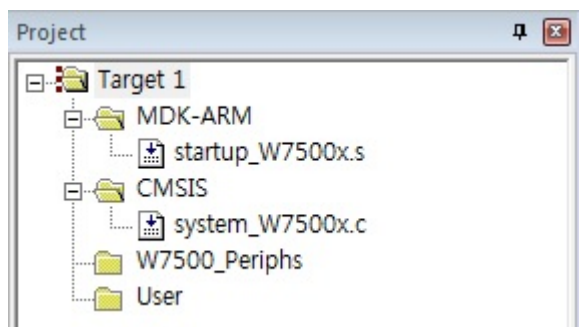 Project
Target 1
MDK-ARM
startup_W7500x.s
CMSIS
system_W7500x.c
W7500_Periphs
User